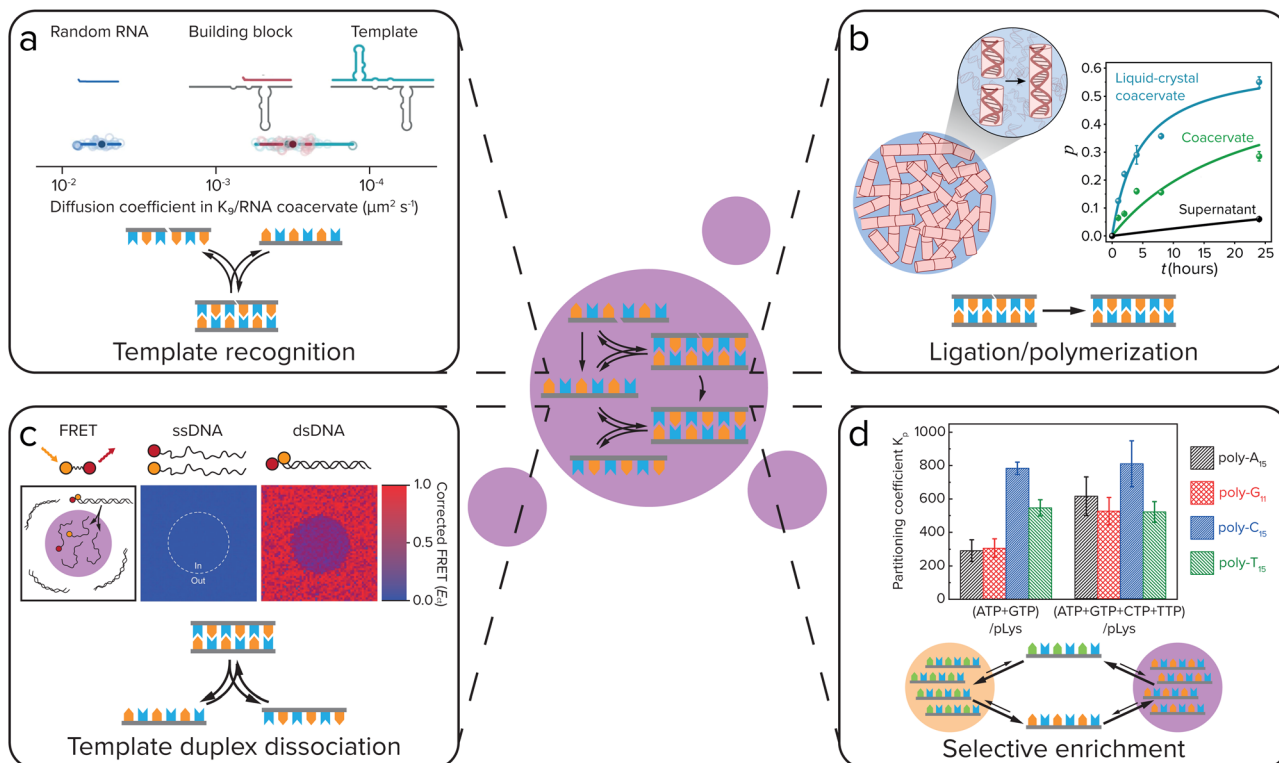 a
Random RNA
Building block
Template
10⁻²
10⁻³
10⁻⁴
Diffusion coefficient in K₉/RNA coacervate (μm² s⁻¹)
Template recognition
b
Liquid-crystal
coacervate
Coacervate
Supernatant
p
0.6
0.5
0.4
0.3
0.2
0.1
0.0
0 5 10 15 20 25
t (hours)
Ligation/polymerization
c
FRET
ssDNA
dsDNA
In
Out
1.0
0.5
0.0
Corrected FRET (Eₜᵢ)
Template duplex dissociation
d
Partitioning coefficient Kₚ
1000
800
600
400
200
0
(ATP+GTP)
/pLys
(ATP+GTP+CTP+TTP)
/pLys
poly-A₁₅
poly-G₁₁
poly-C₁₅
poly-T₁₅
Selective enrichment